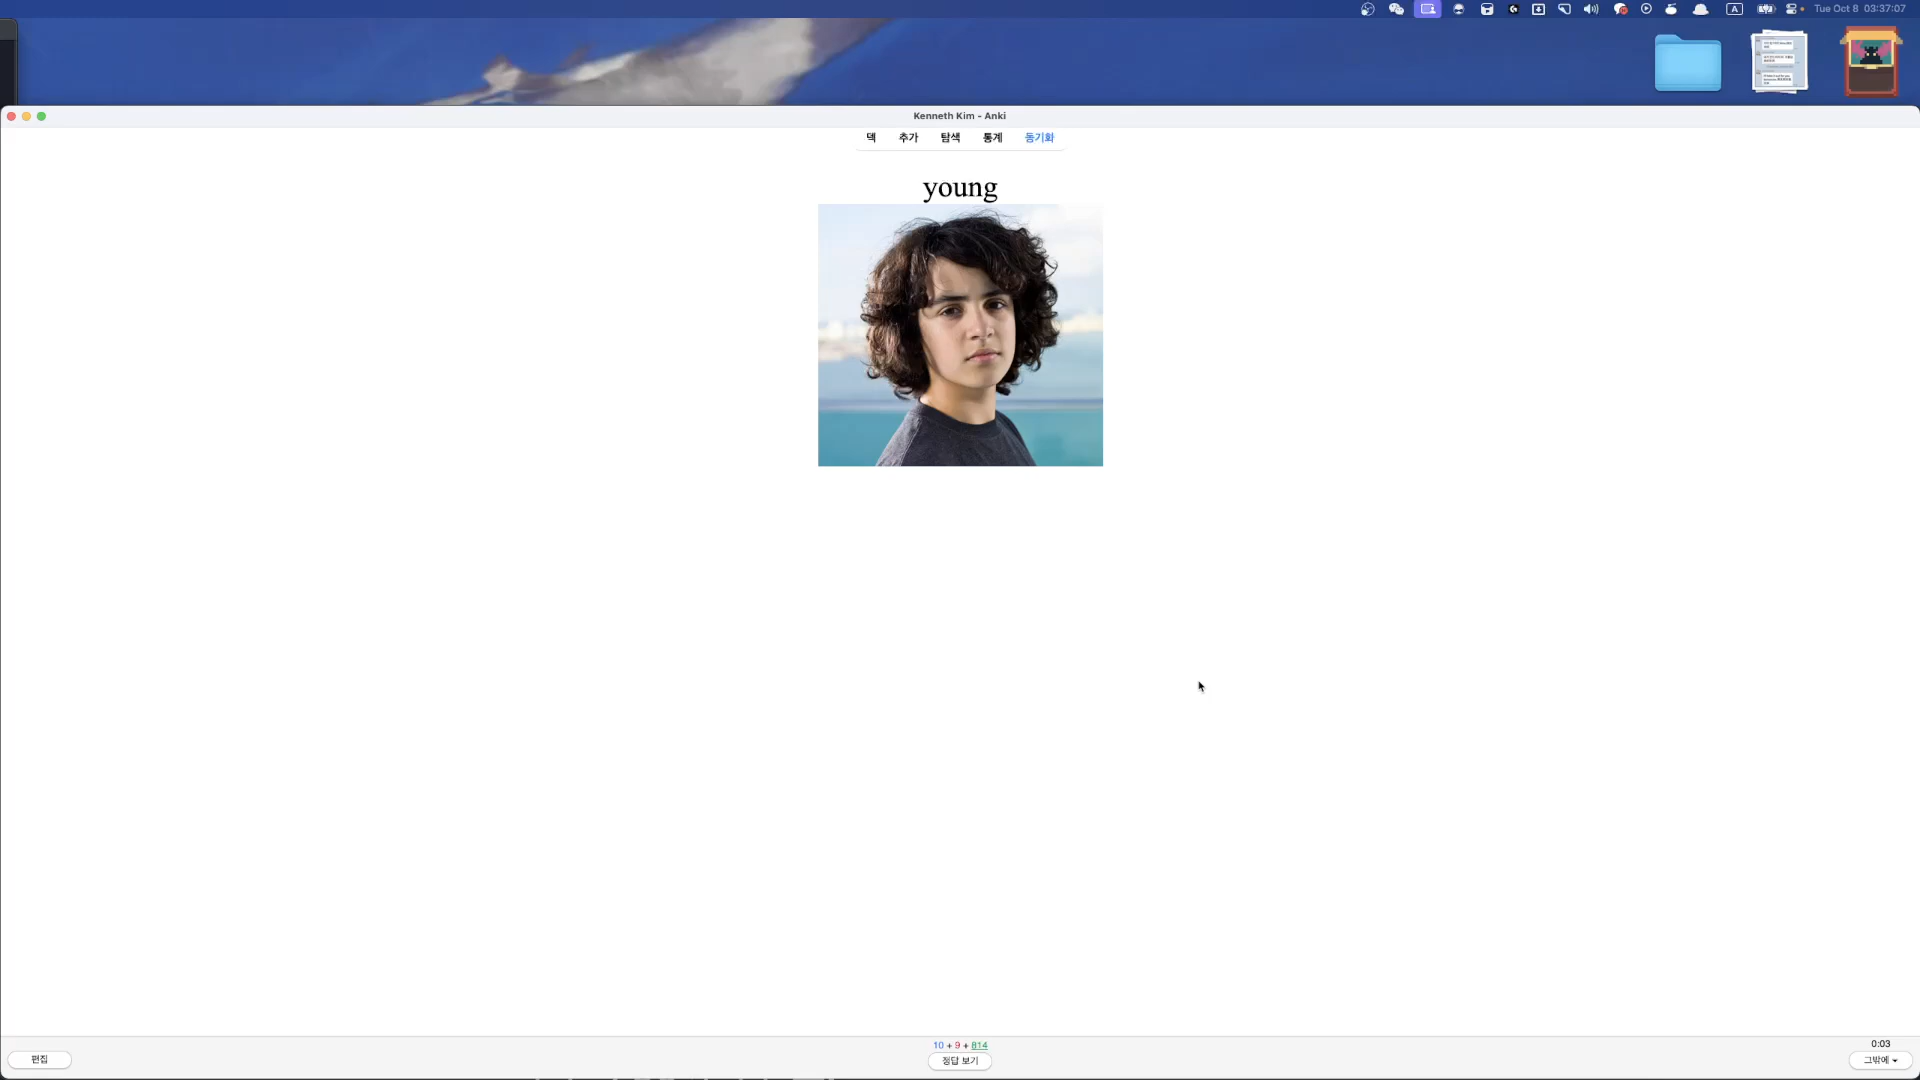 A
Tue Oct 8 03:37:07
Kenneth Kim - Anki
덱 추가 탐색 통계 동기화
young
10 + 9 + 814
0:03
편집
정답 보기
그밖에